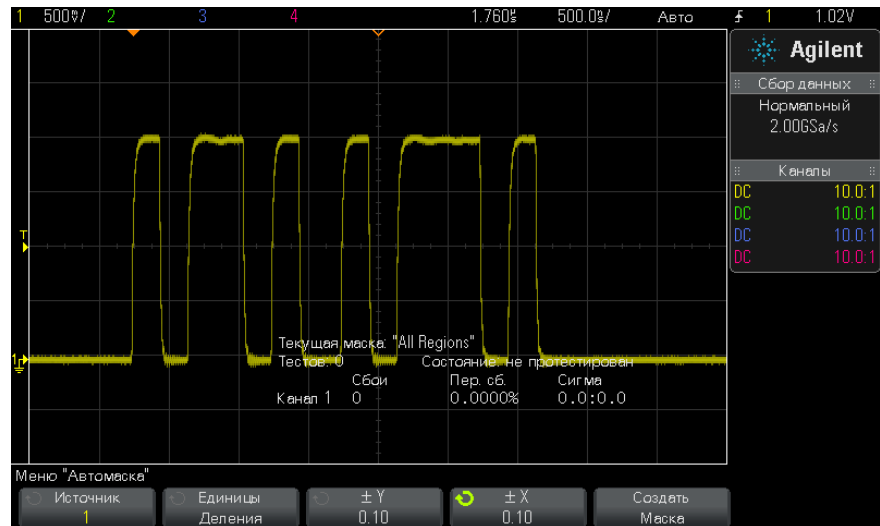 1 500♥/ 2 3 4 1.760s 500.0s/ Авто 1 1.02V
Agilent
Сбор данных
Нормальный
2.00GSa/s
Каналы
DC 10.0:1
DC 10.0:1
DC 10.0:1
DC 10.0:1
T
1
Текущая маска: "All Regions"
Тестов: 0 Состояние: не протестирован
Сбои Пер. сб. Сигма
Канал 1 0 0.0000% 0.0:0.0
Меню "Автомаска"
Источник
1
Единицы
Деления
± Y
0.10
± X
0.10
Создать
Маска